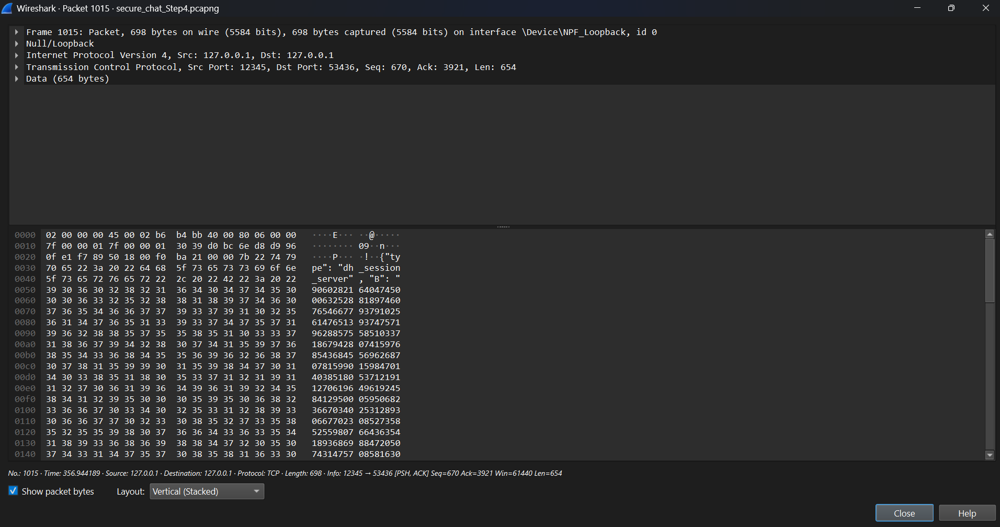 Wireshark · Packet 1015 · secure_chat_Step4.pcapng
Frame 1015: Packet, 698 bytes on wire (5584 bits), 698 bytes captured (5584 bits) on interface \Device\NPF_Loopback, id 0
Null/Loopback
Internet Protocol Version 4, Src: 127.0.0.1, Dst: 127.0.0.1
Transmission Control Protocol, Src Port: 12345, Dst Port: 53436, Seq: 670, Ack: 3921, Len: 654
Data (654 bytes)
0000 02 00 00 00 45 00 02 b6 b4 bb 40 00 80 06 00 00 ····E··· ··@·····
0010 7f 00 00 01 7f 00 00 01 30 39 d0 bc 6e d8 d9 96 ········ 09··n···
0020 0f e1 f7 89 50 18 00 f0 ba 21 00 00 7b 22 74 79 ····P··· ·!··{"ty
0030 70 65 22 3a 20 22 64 68 5f 73 65 73 73 69 6f 6e pe": "dh _session
0040 5f 73 65 72 76 65 72 22 2c 20 22 42 22 3a 20 22 _server" , "B": "
0050 39 30 36 30 32 38 32 31 36 34 30 34 37 34 35 30 90602821 64047450
0060 30 30 36 33 32 35 32 38 38 31 38 39 37 34 36 30 00632528 81897460
0070 37 36 35 34 36 36 37 37 39 33 37 39 31 30 32 35 76546677 93791025
0080 36 31 34 37 36 35 31 33 39 33 37 34 37 35 37 31 61476513 93747571
0090 39 36 32 38 38 35 37 35 35 38 35 31 30 33 33 37 96288575 58510337
00a0 31 38 36 37 39 34 32 38 30 37 34 31 35 39 37 36 18679428 07415976
00b0 38 35 34 33 36 38 34 35 35 36 39 36 32 36 38 37 85436845 56962687
00c0 30 37 38 31 35 39 39 30 31 35 39 38 34 37 30 31 07815990 15984701
00d0 34 30 33 38 35 31 38 30 35 33 37 31 32 31 39 31 40385180 53712191
00e0 31 32 37 30 36 31 39 36 34 39 36 31 39 32 34 35 12706196 49619245
00f0 38 34 31 32 39 35 30 30 30 35 39 35 30 36 38 32 84129500 05950682
0100 33 36 36 37 30 33 34 30 32 35 33 31 32 38 39 33 36670340 25312893
0110 30 36 36 37 37 30 32 33 30 38 35 32 37 33 35 38 06677023 08527358
0120 35 32 35 35 39 38 30 37 36 36 34 33 36 33 35 34 52559807 66436354
0130 31 38 39 33 36 38 36 39 38 38 34 37 32 30 35 30 18936869 88472050
0140 37 34 33 31 34 37 35 37 30 38 35 38 31 36 33 30 74314757 08581630
No.: 1015 · Time: 356.944189 · Source: 127.0.0.1 · Destination: 127.0.0.1 · Protocol: TCP · Length: 698 · Info: 12345 → 53436 [PSH, ACK] Seq=670 Ack=3921 Win=61440 Len=654
Show packet bytes Layout: Vertical (Stacked)
Close Help